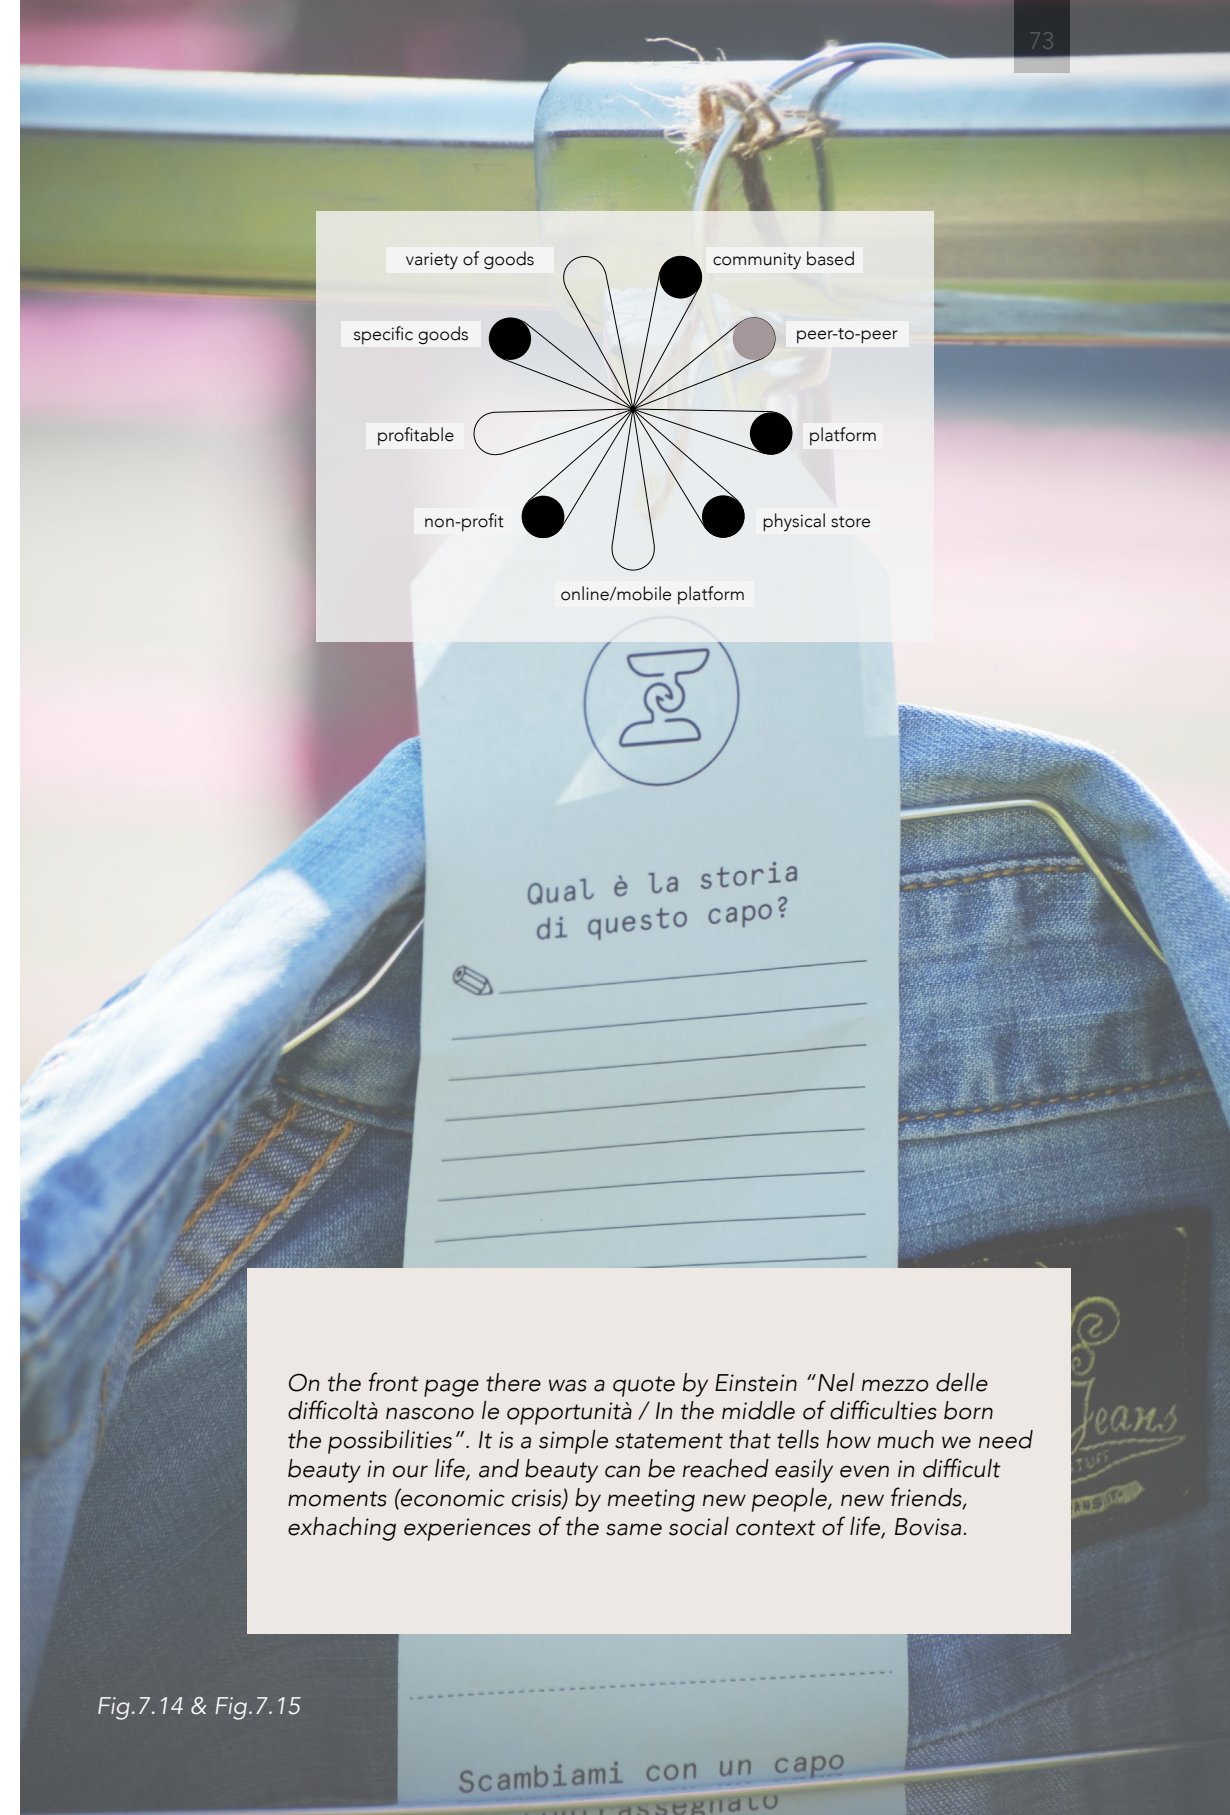 73
variety of goods
community based
specific goods
peer-to-peer
profitable
platform
non-profit
physical store
online/mobile platform
Qual è la storia
di questo capo?
Jeans
On the front page there was a quote by Einstein “Nel mezzo delle
difficoltà nascono le opportunità / In the middle of difficulties born
the possibilities”. It is a simple statement that tells how much we need
beauty in our life, and beauty can be reached easily even in difficult
moments (economic crisis) by meeting new people, new friends,
exhaching experiences of the same social context of life, Bovisa.
Fig.7.14 & Fig.7.15
Scambiami con un capo